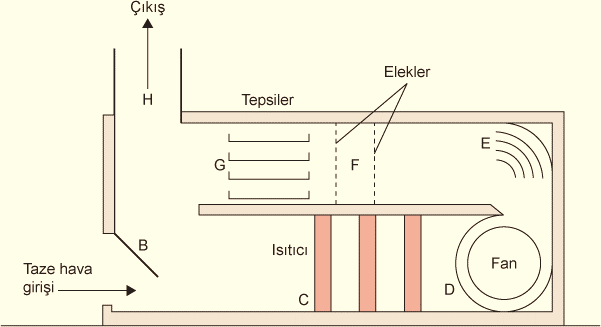 Çıkış
H
Tepsiler
Elekler
G
F
E
B
Isıtıcı
Taze hava
girişi
C
D
Fan